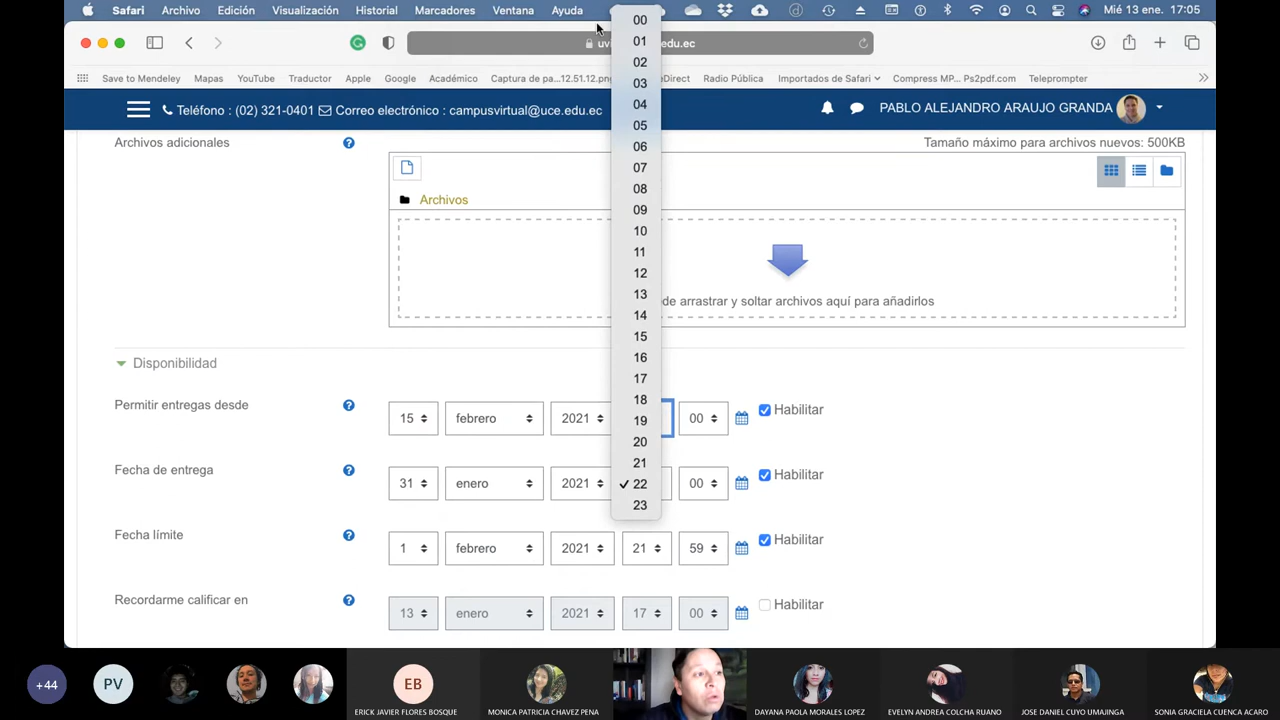 Safari Archivo Edición Visualización Historial Marcadores Ventana Ayuda Mié 13 ene. 17:05
edu.ec
Save to Mendeley Mapas YouTube Traductor Apple Google Académico Captura de pa...12.51.12.png Radio Pública Importados de Safari Compress MP... Ps2pdf.com Teleprompter
Teléfono : (02) 321-0401 Correo electrónico : campusvirtual@uce.edu.ec PABLO ALEJANDRO ARAUJO GRANDA
Archivos adicionales Tamaño máximo para archivos nuevos: 500KB
Archivos
arrastrar y soltar archivos aquí para añadirlos
Disponibilidad
Permitir entregas desde 15 febrero 2021 00 Habilitar
Fecha de entrega 31 enero 2021 00 Habilitar
Fecha límite 1 febrero 2021 21 59 Habilitar
Recordarme calificar en 13 enero 2021 17 00 Habilitar
00
01
02
03
04
05
06
07
08
09
10
11
12
13
14
15
16
17
18
19
20
21
✓ 22
23
+44 PV EB
ERICK JAVIER FLORES BOSQUE MONICA PATRICIA CHAVEZ PENA DAYANA PAOLA MORALES LOPEZ EVELYN ANDREA COLCHA RUANO JOSE DANIEL CUYO UMAJINGA SONIA GRACIELA CUENCA ACARO